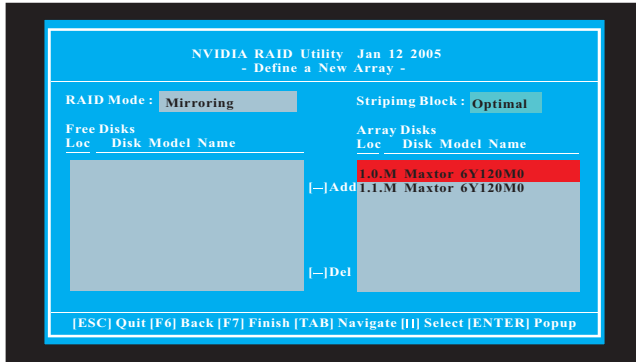 NVIDIA RAID Utility Jan 12 2005
- Define a New Array -
RAID Mode : Mirroring
Stripimg Block : Optimal
Free Disks
Loc Disk Model Name
Array Disks
Loc Disk Model Name
1.0.M Maxtor 6Y120M0
1.1.M Maxtor 6Y120M0
[—]Add
[—]Del
[ESC] Quit [F6] Back [F7] Finish [TAB] Navigate [||] Select [ENTER] Popup